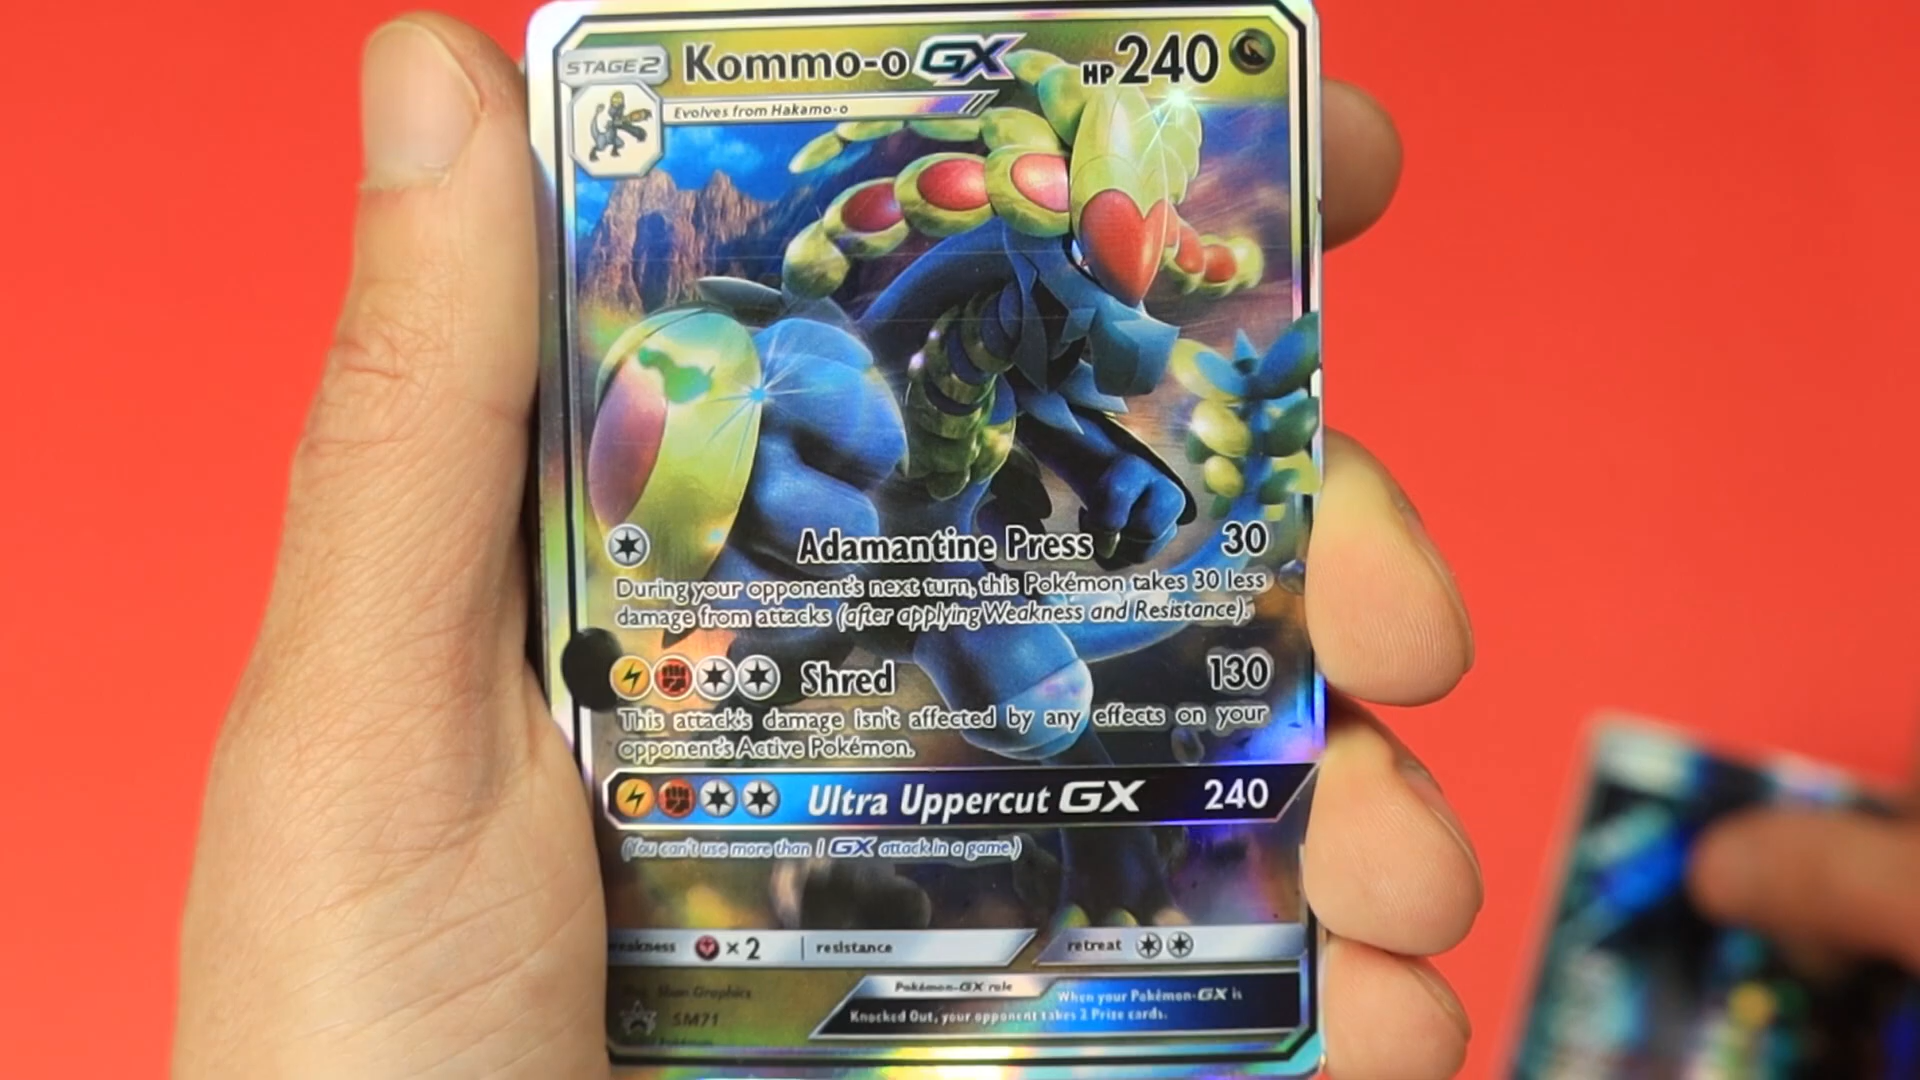 STAGE 2 Kommo-o GX HP 240
Evolves from Hakamo-o
Adamantine Press 30
During your opponent's next turn, this Pokémon takes 30 less
damage from attacks (after applying Weakness and Resistance).
Shred 130
This attack's damage isn't affected by any effects on your
opponent's Active Pokémon.
Ultra Uppercut GX 240
(You can't use more than 1 GX attack in a game.)
weakness × 2 resistance retreat
Pokémon-GX rule When your Pokémon-GX is
Knocked Out, your opponent takes 2 Prize cards.
Graphics
SM71